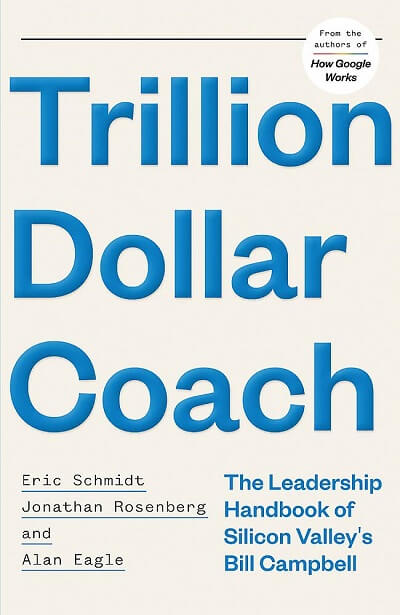 From the
authors of
How Google
Works
Trillion
Dollar
Coach
Eric Schmidt
Jonathan Rosenberg
and
Alan Eagle
The Leadership
Handbook of
Silicon Valley's
Bill Campbell